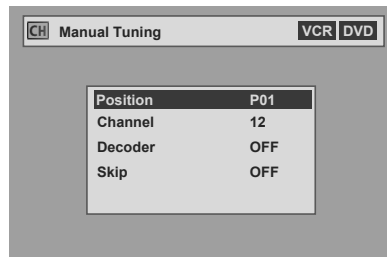 CH Manual Tuning VCR DVD
Position P01
Channel 12
Decoder OFF
Skip OFF